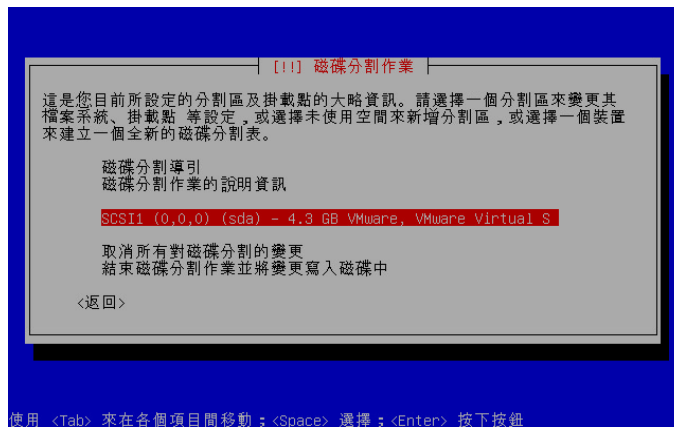 [!!] 磁碟分割作業
這是您目前所設定的分割區及掛載點的大略資訊。請選擇一個分割區來變更其
檔案系統、掛載點 等設定，或選擇未使用空間來新增分割區，或選擇一個裝置
來建立一個全新的磁碟分割表。
磁碟分割導引
磁碟分割作業的說明資訊
SCSI1 (0,0,0) (sda) - 4.3 GB VMware, VMware Virtual S
取消所有對磁碟分割的變更
結束磁碟分割作業並將變更寫入磁碟中
<返回>
使用 <Tab> 來在各個項目間移動；<Space> 選擇；<Enter> 按下按鈕